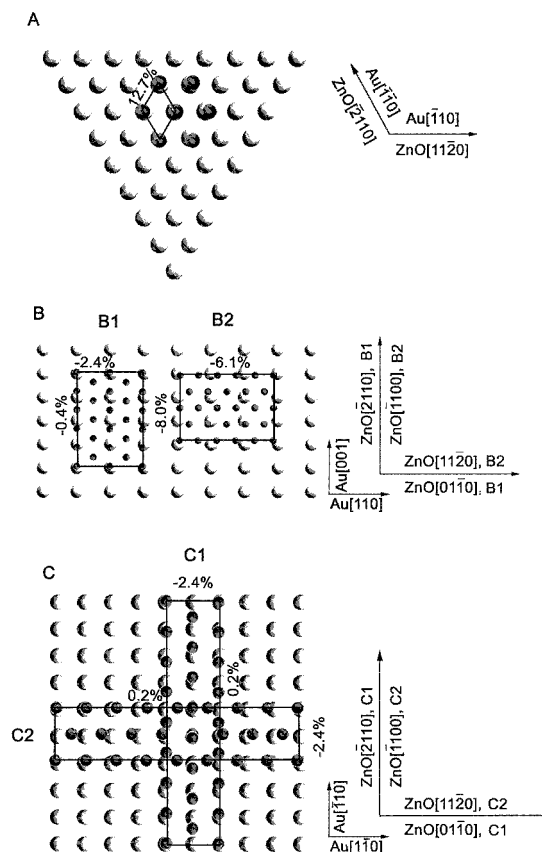 A
12.7%
Au[1̄1̄0]
ZnO[2̄110]
Au[1̄10]
ZnO[112̄0]
B
B1
B2
-2.4%
-6.1%
-0.4%
-8.0%
ZnO[2̄110], B1
ZnO[1̄100], B2
Au[001]
Au[110]
ZnO[112̄0], B2
ZnO[011̄0], B1
C
C1
-2.4%
0.2%
0.2%
C2
-2.4%
ZnO[2̄110], C1
ZnO[1̄100], C2
Au[1̄10]
Au[11̄0]
ZnO[112̄0], C2
ZnO[011̄0], C1